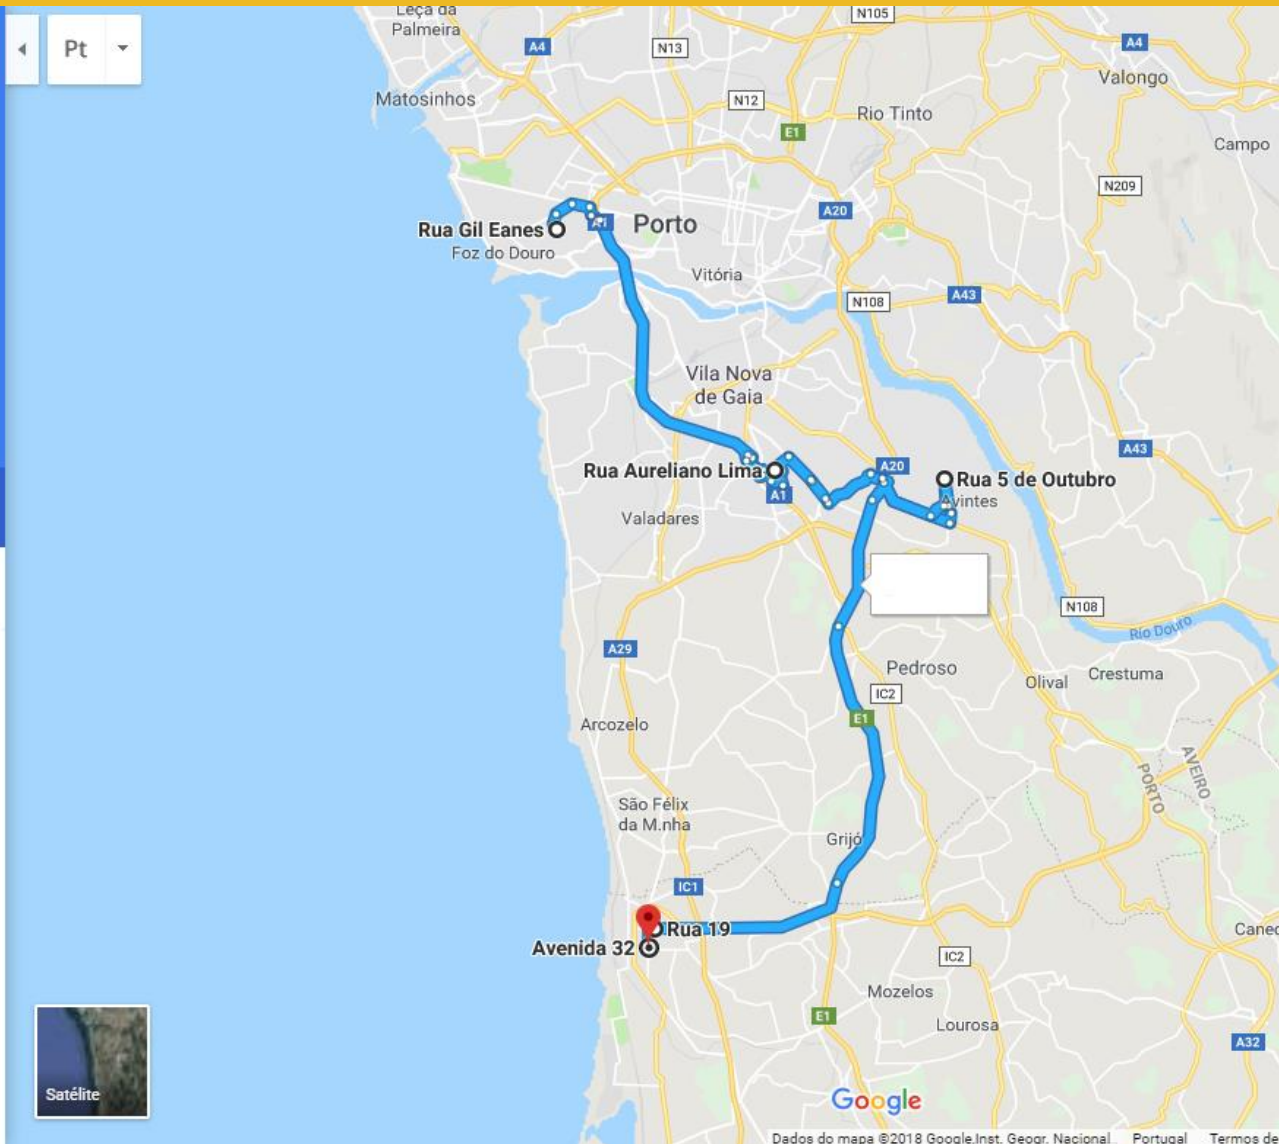 Leça da
Palmeira
N105
Pt
A4
N13
A4
Valongo
Matosinhos
N12
Rio Tinto
E1
Campo
N209
A20
Rua Gil Eanes
A1
Porto
Foz do Douro
Vitória
N108
A43
Vila Nova
de Gaia
A43
Rua Aureliano Lima
A20
Rua 5 de Outubro
A1
Avintes
Valadares
N108
Rio Douro
A29
Pedroso
Crestuma
Olival
IC2
E1
Arcozelo
PORTO
AVEIRO
São Félix
da M.nha
Grijó
IC1
Rua 19
Avenida 32
Caned
IC2
Mozelos
E1
Lourosa
A32
Satélite
Google
Dados do mapa ©2018 Google,Inst. Geogr. Nacional Portugal Termos de